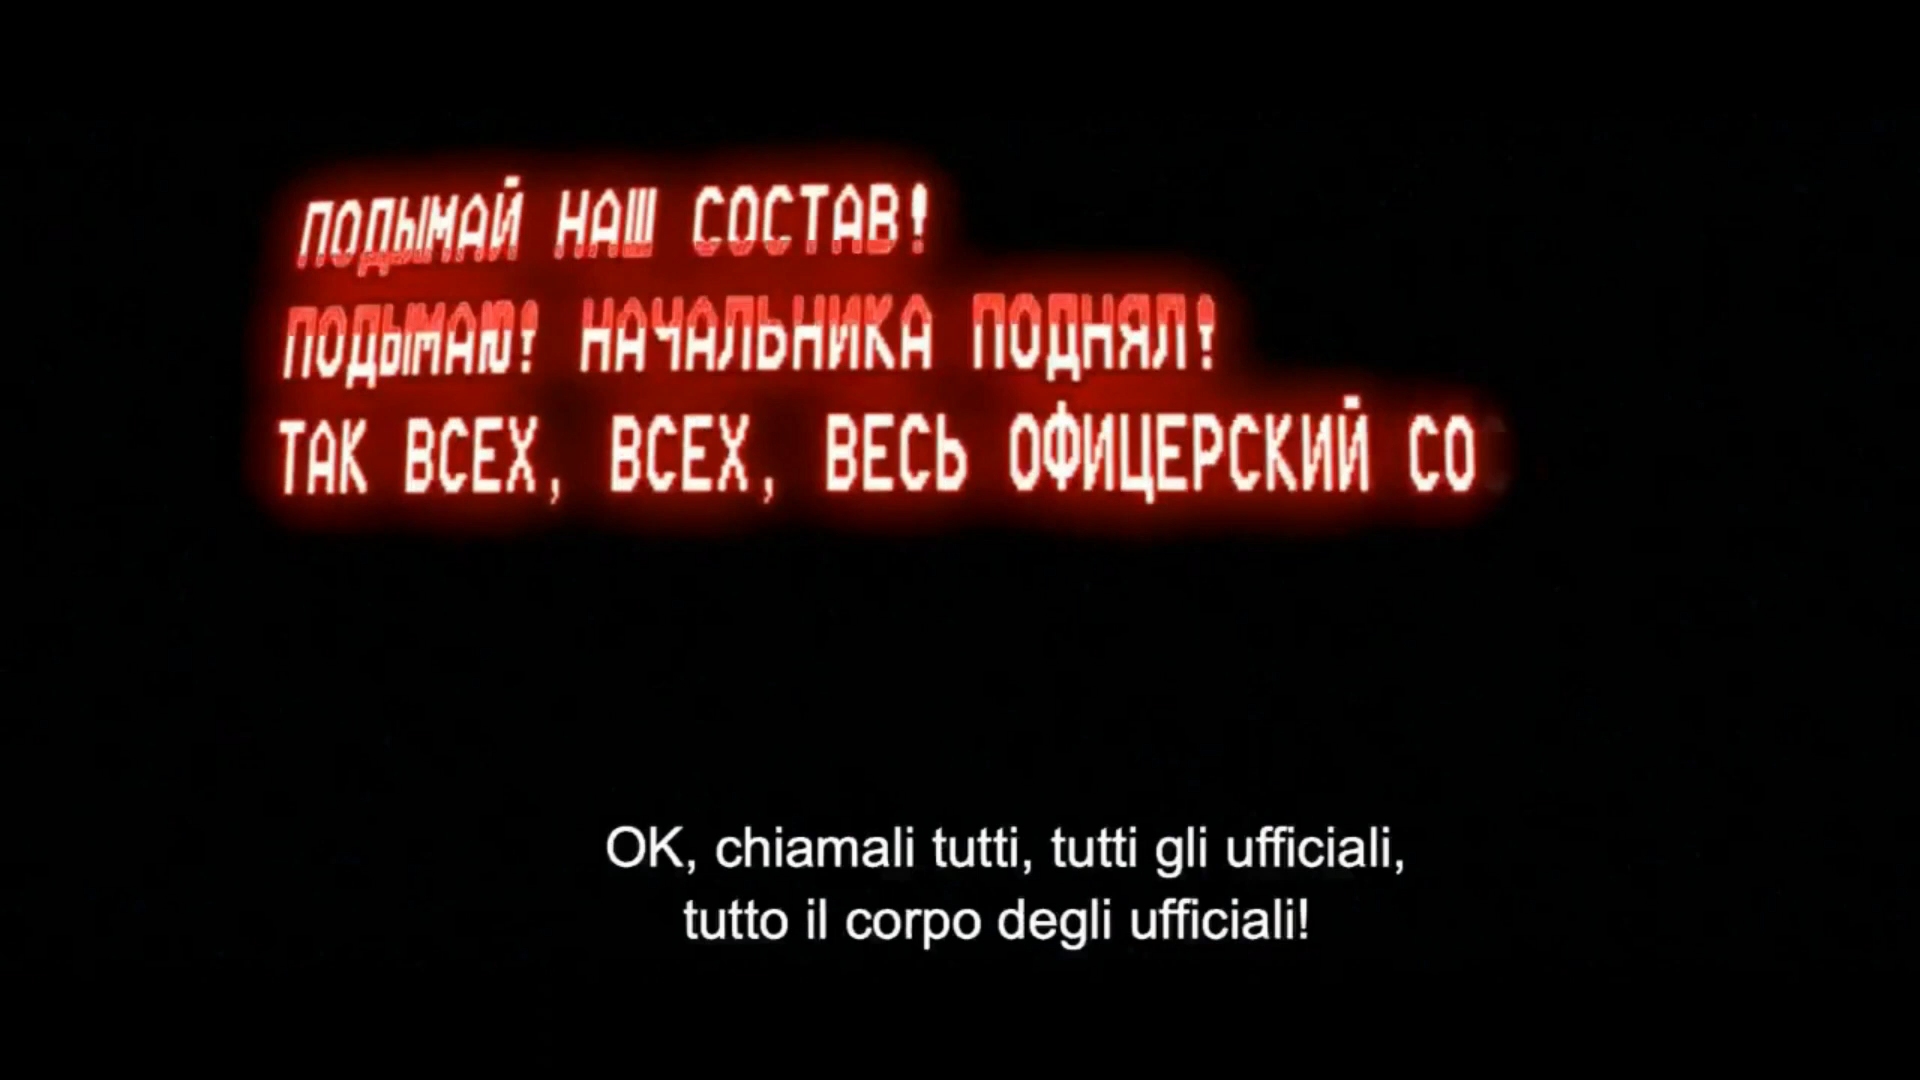 ПОДЫМАЙ НАШ СОСТАВ!
ПОДЫМАЮ! НАЧАЛЬНИКА ПОДНЯЛ!
ТАК ВСЕХ, ВСЕХ, ВЕСЬ ОФИЦЕРСКИЙ СО
OK, chiamali tutti, tutti gli ufficiali,
tutto il corpo degli ufficiali!